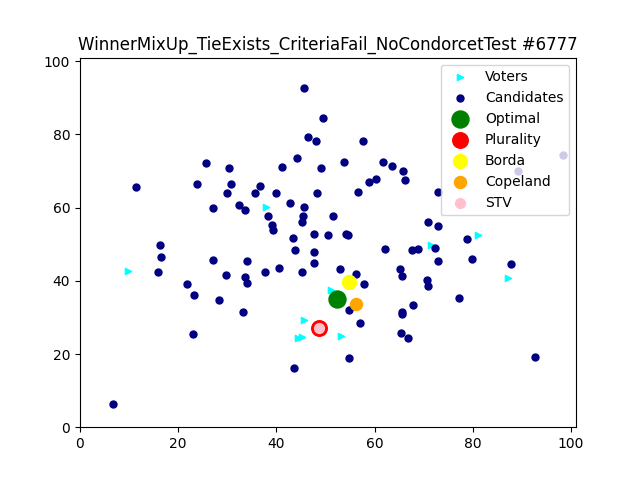 WinnerMixUp_TieExists_CriteriaFail_NoCondorcetTest #6777
100
80
60
40
20
0
0 20 40 60 80 100
Voters
Candidates
Optimal
Plurality
Borda
Copeland
STV